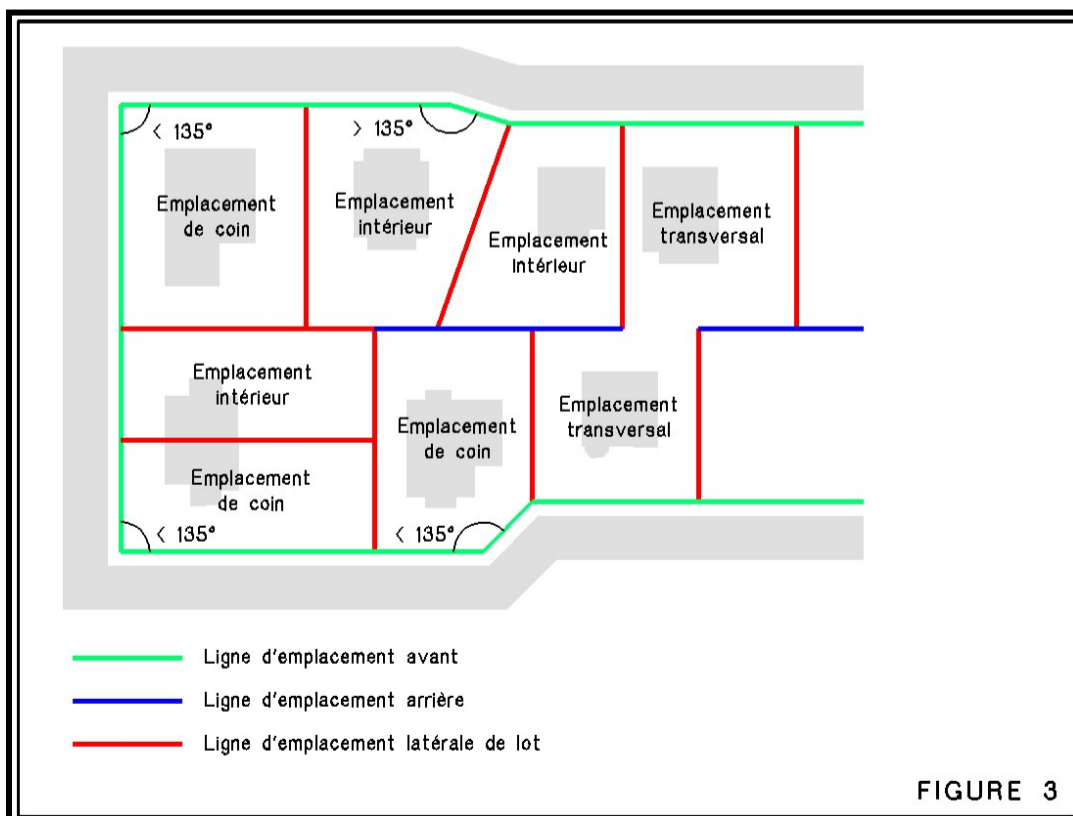 < 135°
> 135°
Emplacement
de coin
Emplacement
intérieur
Emplacement
intérieur
Emplacement
transversal
Emplacement
intérieur
Emplacement
de coin
< 135°
Emplacement
de coin
< 135°
Emplacement
transversal
Ligne d'emplacement avant
Ligne d'emplacement arrière
Ligne d'emplacement latérale de lot
FIGURE 3